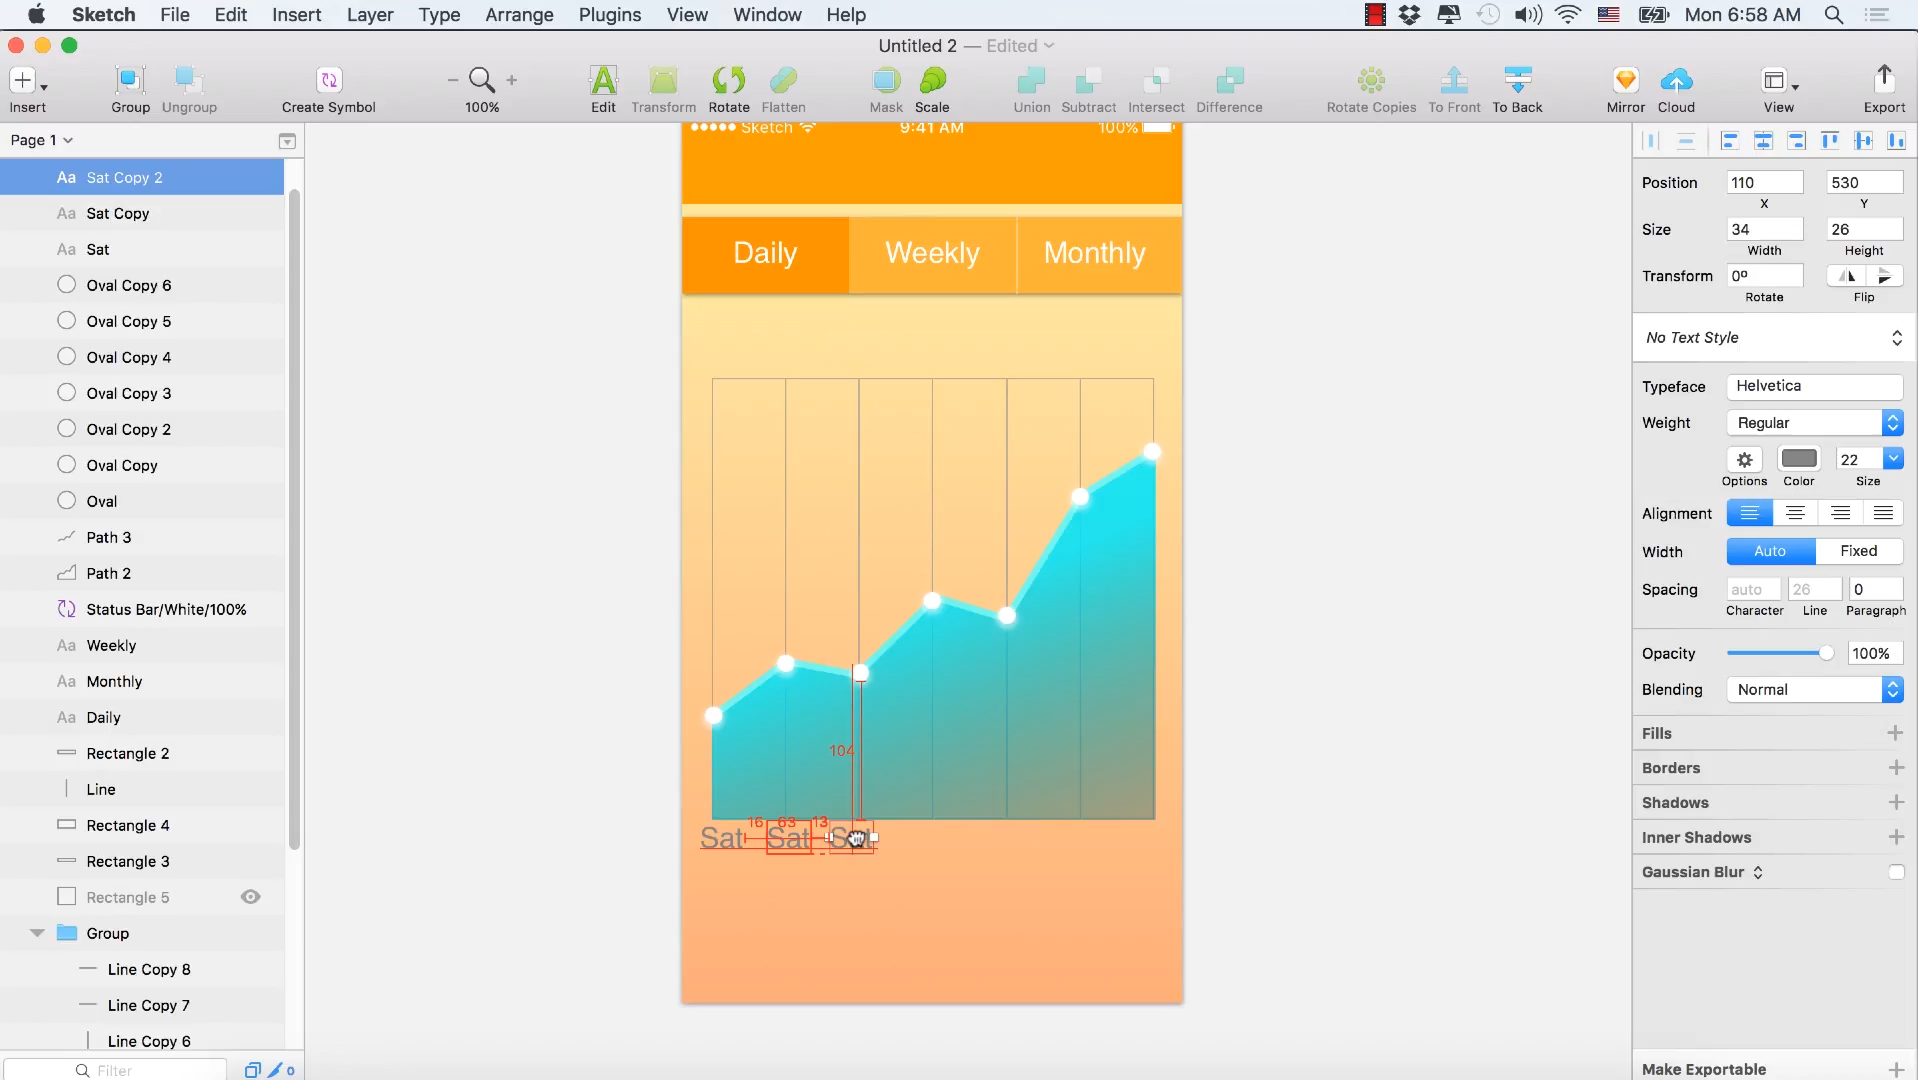 Sketch File Edit Insert Layer Type Arrange Plugins View Window Help Mon 6:58 AM
Untitled 2 — Edited
Insert Group Ungroup Create Symbol 100% Edit Transform Rotate Flatten Mask Scale Union Subtract Intersect Difference Rotate Copies To Front To Back Mirror Cloud View Export
Page 1
Aa Sat Copy 2
Aa Sat Copy
Aa Sat
Oval Copy 6
Oval Copy 5
Oval Copy 4
Oval Copy 3
Oval Copy 2
Oval Copy
Oval
Path 3
Path 2
Status Bar/White/100%
Aa Weekly
Aa Monthly
Aa Daily
Rectangle 2
Line
Rectangle 4
Rectangle 3
Rectangle 5
Group
Line Copy 8
Line Copy 7
Line Copy 6
Filter 0
Sketch 9:41 AM 100%
Daily Weekly Monthly
104
16 63 13
Sat Sat Sat
Position 110 530
X Y
Size 34 26
Width Height
Transform 0º
Rotate Flip
No Text Style
Typeface Helvetica
Weight Regular
22
Options Color Size
Alignment
Width Auto Fixed
Spacing auto 26 0
Character Line Paragraph
Opacity 100%
Blending Normal
Fills
Borders
Shadows
Inner Shadows
Gaussian Blur
Make Exportable